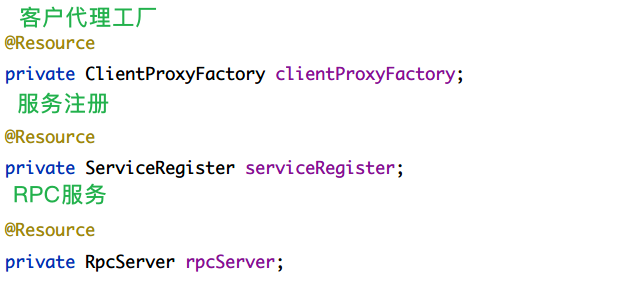 客户代理工厂
@Resource
private ClientProxyFactory clientProxyFactory;
服务注册
@Resource
private ServiceRegister serviceRegister;
RPC服务
@Resource
private RpcServer rpcServer;